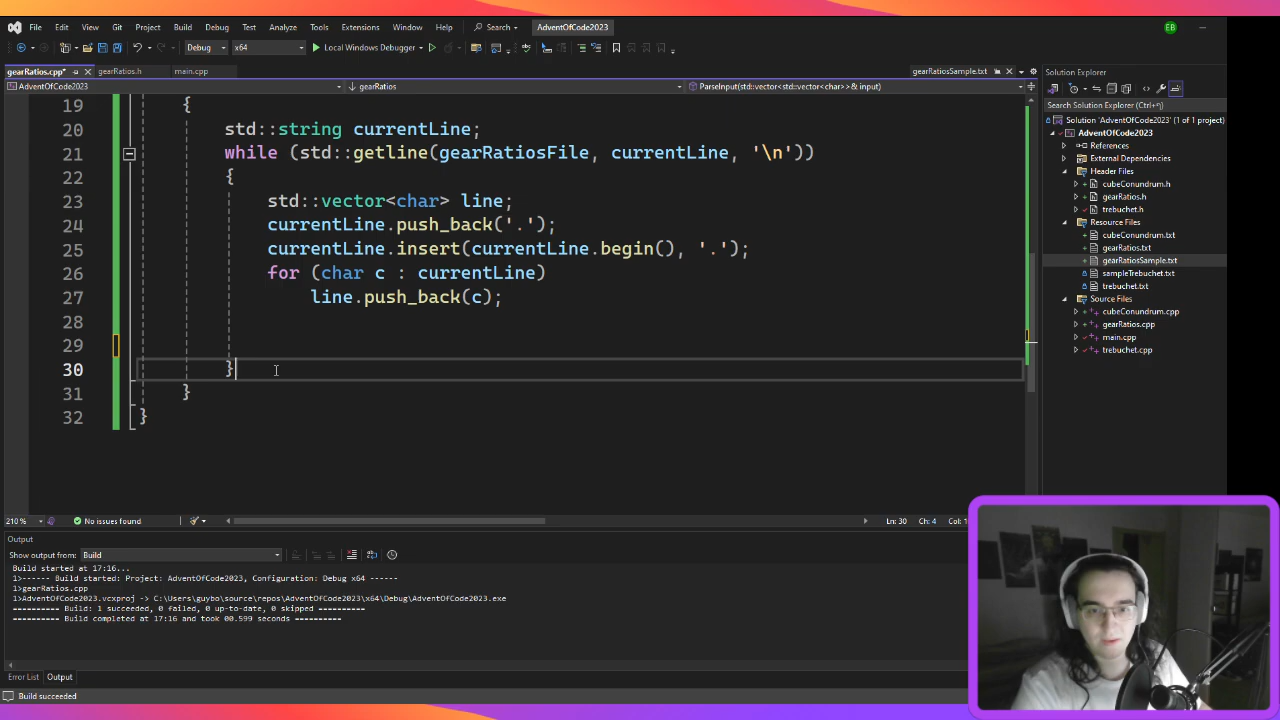 File Edit View Git Project Build Debug Test Analyze Tools Extensions Window Help Search AdventOfCode2023 EB
Debug x64 Local Windows Debugger
gearRatios.cpp* gearRatios.h main.cpp gearRatiosSample.txt
AdventOfCode2023 gearRatios ParseInput(std::vector<std::vector<char>>& input)
19 {
20 std::string currentLine;
21 while (std::getline(gearRatiosFile, currentLine, '\n'))
22 {
23 std::vector<char> line;
24 currentLine.push_back('.');
25 currentLine.insert(currentLine.begin(), '.');
26 for (char c : currentLine)
27 line.push_back(c);
28
29
30 }
31 }
32 }
210 % No issues found Ln: 30 Ch: 4 Col: 1
Solution Explorer
Search Solution Explorer (Ctrl+;)
Solution 'AdventOfCode2023' (1 of 1 project)
AdventOfCode2023
References
External Dependencies
Header Files
cubeConundrum.h
gearRatios.h
trebuchet.h
Resource Files
cubeConundrum.txt
gearRatios.txt
gearRatiosSample.txt
sampleTrebuchet.txt
trebuchet.txt
Source Files
cubeConundrum.cpp
gearRatios.cpp
main.cpp
trebuchet.cpp
Output
Show output from: Build
Build started at 17:16...
1>------ Build started: Project: AdventOfCode2023, Configuration: Debug x64 ------
1>gearRatios.cpp
1>AdventOfCode2023.vcxproj -> C:\Users\guybo\source\repos\AdventOfCode2023\x64\Debug\AdventOfCode2023.exe
========== Build: 1 succeeded, 0 failed, 0 up-to-date, 0 skipped ==========
========== Build completed at 17:16 and took 00.599 seconds ==========
Error List Output
Build succeeded